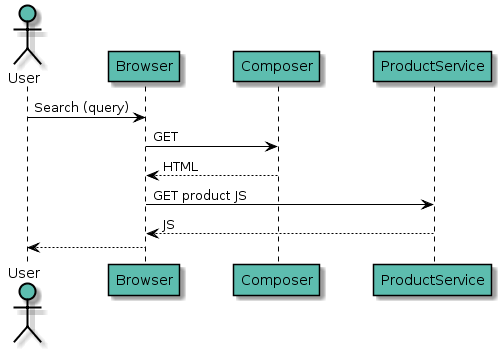 User
Browser
Composer
ProductService
Search (query)
GET
HTML
GET product JS
JS
User
Browser
Composer
ProductService